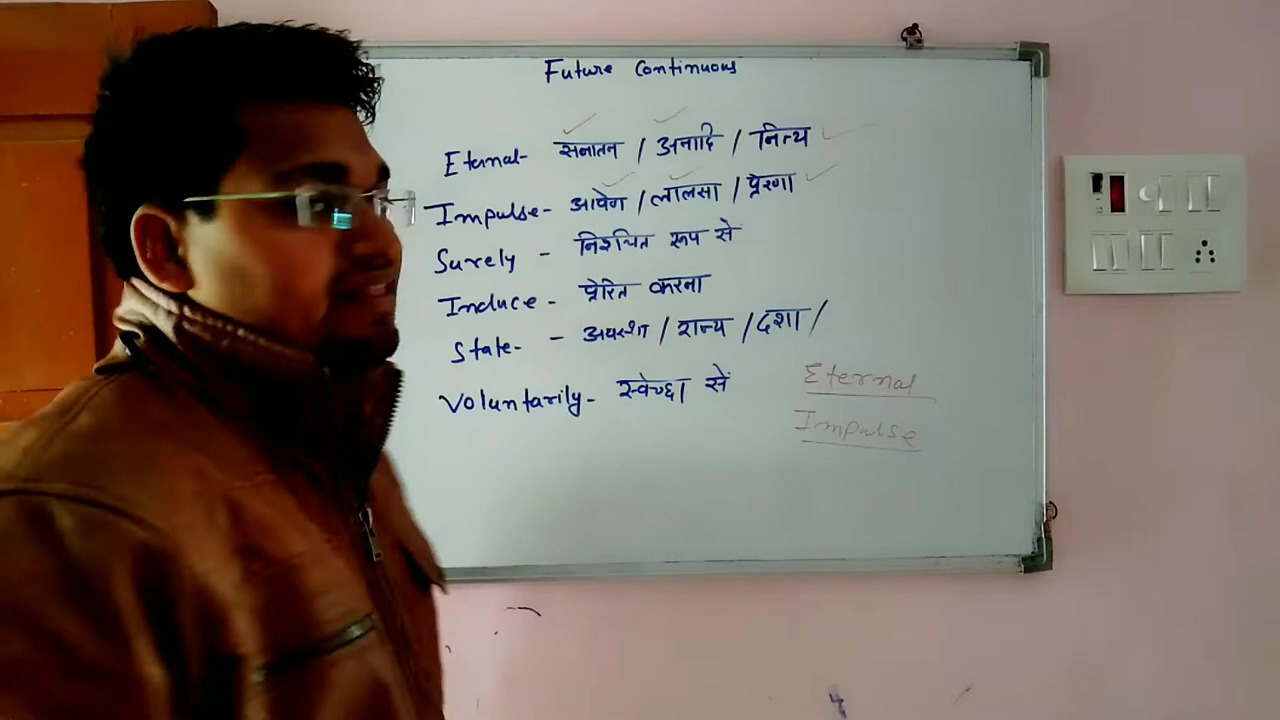 Future Continuous
Eternal- सनातन / अनादि / नित्य
Impulse- आवेग / लालसा / प्रेरणा
Surely - निश्चित रूप से
Induce - प्रेरित करना
State- - अवस्था / राज्य / दशा /
Voluntarily- स्वेच्छा सें
Eternal
Impulse